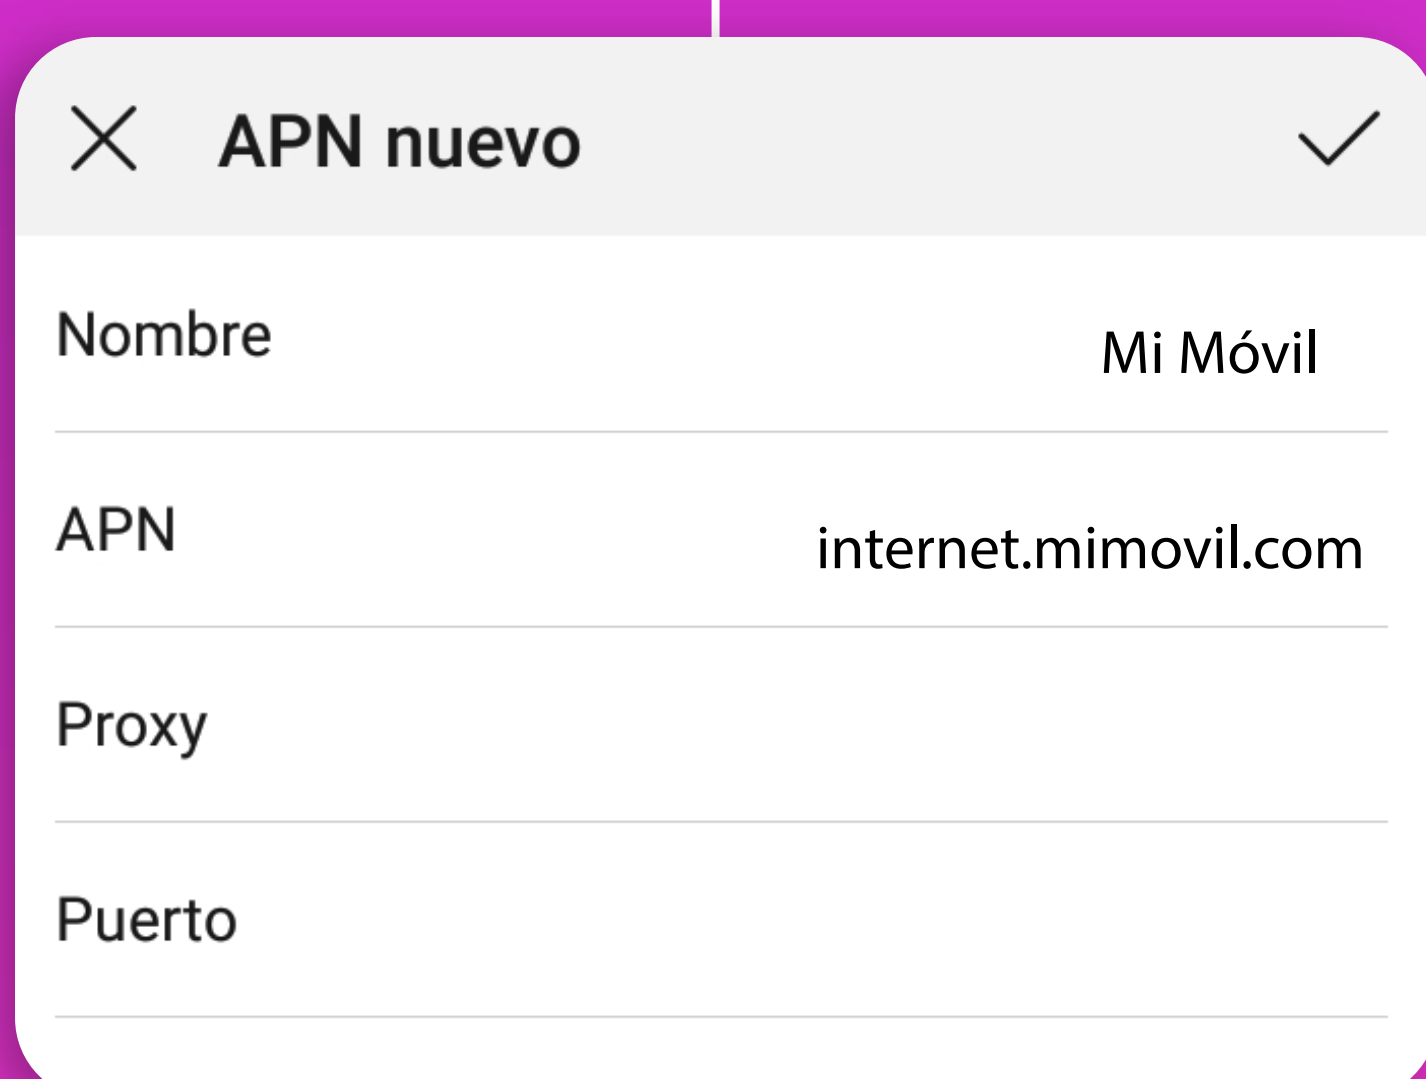 APN nuevo
Nombre
Mi Móvil
APN
internet.mimovil.com
Proxy
Puerto